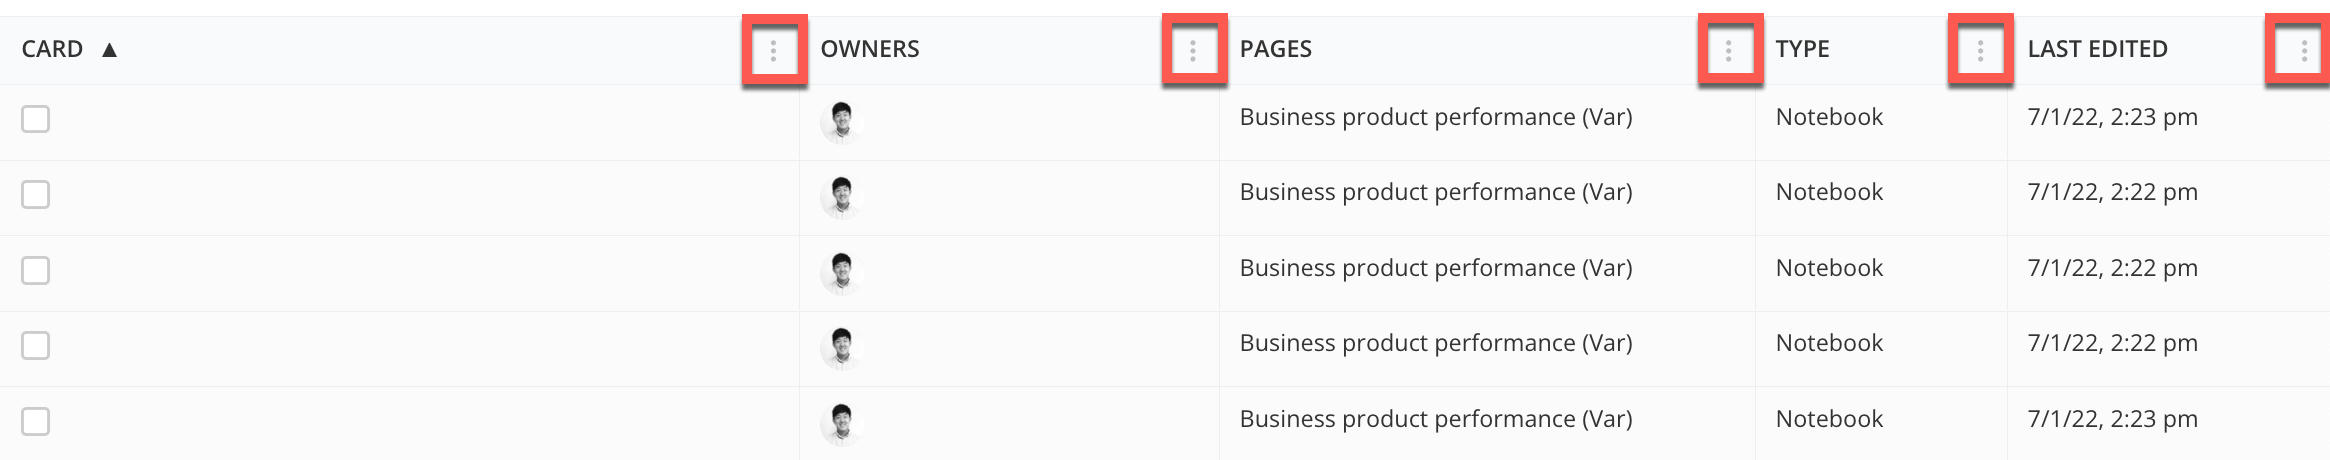 CARD ▲ OWNERS PAGES TYPE LAST EDITED
Business product performance (Var) Notebook 7/1/22, 2:23 pm
Business product performance (Var) Notebook 7/1/22, 2:22 pm
Business product performance (Var) Notebook 7/1/22, 2:22 pm
Business product performance (Var) Notebook 7/1/22, 2:22 pm
Business product performance (Var) Notebook 7/1/22, 2:23 pm